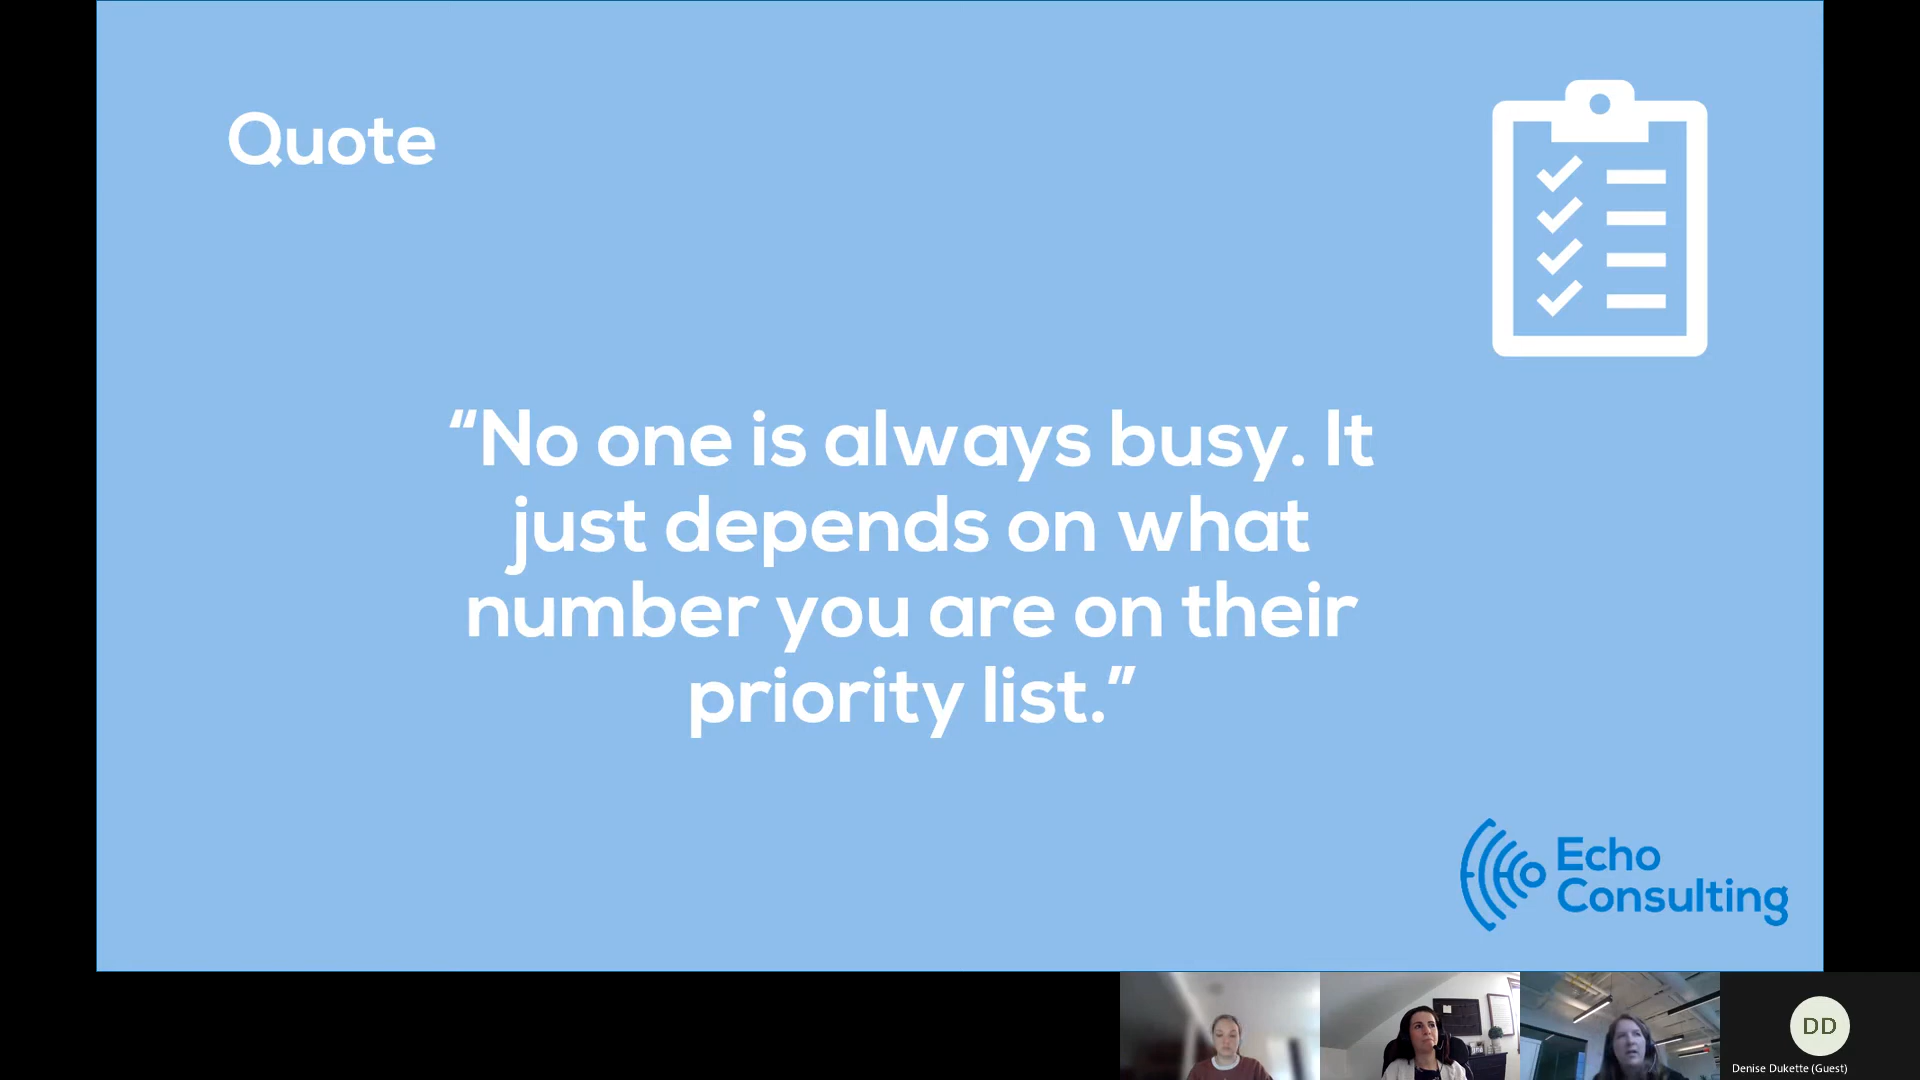 Quote
“No one is always busy. It
just depends on what
number you are on their
priority list.”
Echo
Consulting
DD
Denise Dukette (Guest)